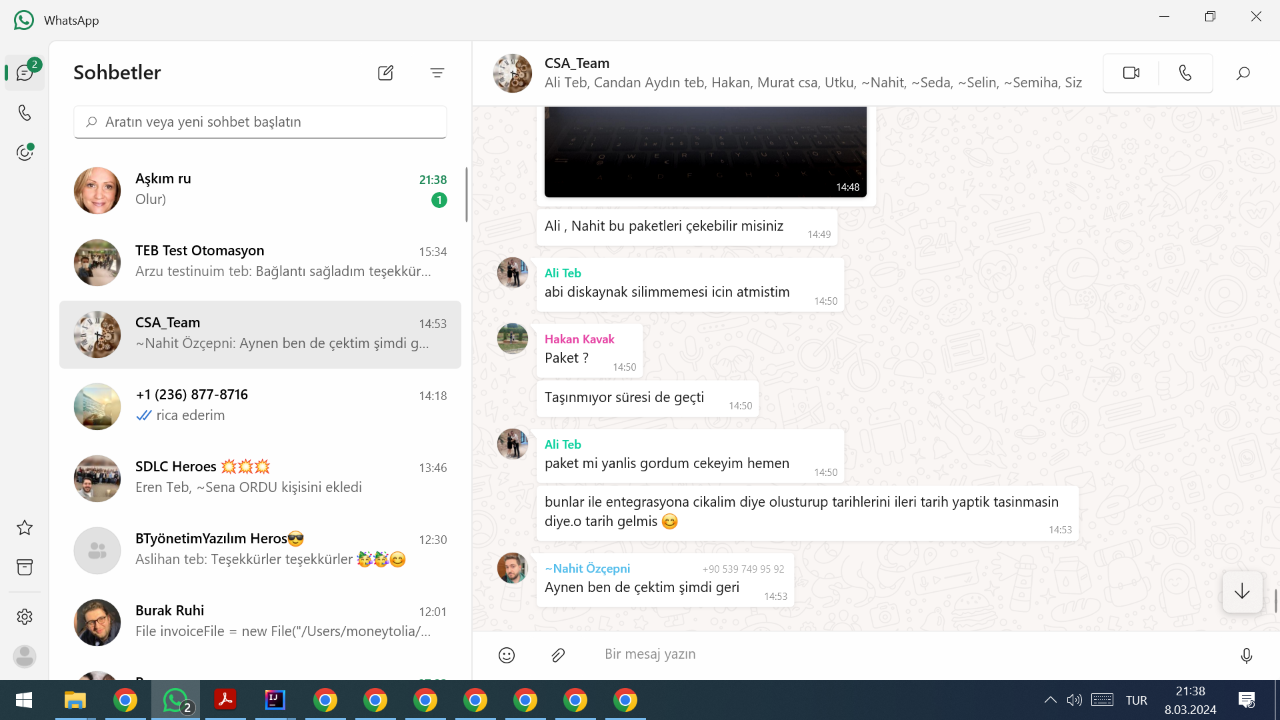 WhatsApp
2
Sohbetler
Aratın veya yeni sohbet başlatın
Aşkım ru
21:38
Olur)
1
TEB Test Otomasyon
15:34
Arzu testinuim teb: Bağlantı sağladım teşekkür...
CSA_Team
14:53
~Nahit Özçepni: Aynen ben de çektim şimdi g...
+1 (236) 877-8716
14:18
rica ederim
SDLC Heroes 💥💥💥
13:46
Eren Teb, ~Sena ORDU kişisini ekledi
BTyönetimYazılım Heros😎
12:30
Aslihan teb: Teşekkürler teşekkürler 🥳🥳😊
Burak Ruhi
12:01
File invoiceFile = new File("/Users/moneytolia/...
CSA_Team
Ali Teb, Candan Aydın teb, Hakan, Murat csa, Utku, ~Nahit, ~Seda, ~Selin, ~Semiha, Siz
14:48
Ali , Nahit bu paketleri çekebilir misiniz
14:49
Ali Teb
abi diskaynak silimmemesi icin atmistim
14:50
Hakan Kavak
Paket ?
14:50
Taşınmıyor süresi de geçti
14:50
Ali Teb
paket mi yanlis gordum cekeyim hemen
14:50
bunlar ile entegrasyona cikalim diye olusturup tarihlerini ileri tarih yaptik tasinmasin
diye.o tarih gelmis 😊
14:53
~Nahit Özçepni
+90 539 749 95 92
Aynen ben de çektim şimdi geri
14:53
Bir mesaj yazın
2
TUR
21:38
8.03.2024